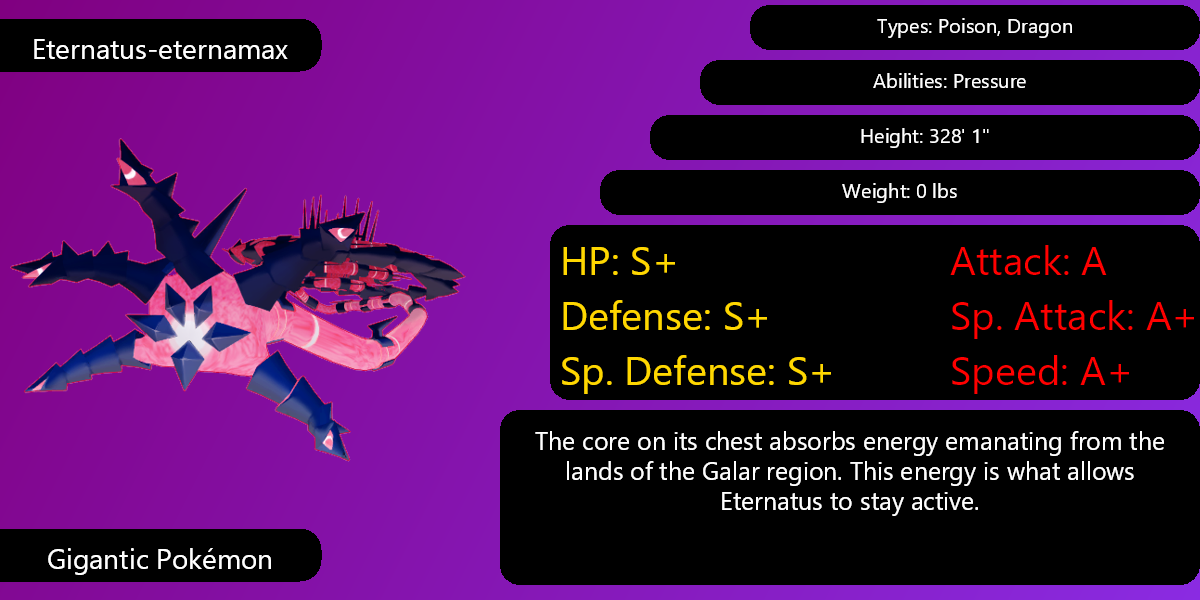 Eternatus-eternamax
Types: Poison, Dragon
Abilities: Pressure
Height: 328' 1"
Weight: 0 lbs
HP: S+
Attack: A
Defense: S+
Sp. Attack: A+
Sp. Defense: S+
Speed: A+
The core on its chest absorbs energy emanating from the
lands of the Galar region. This energy is what allows
Eternatus to stay active.
Gigantic Pokémon